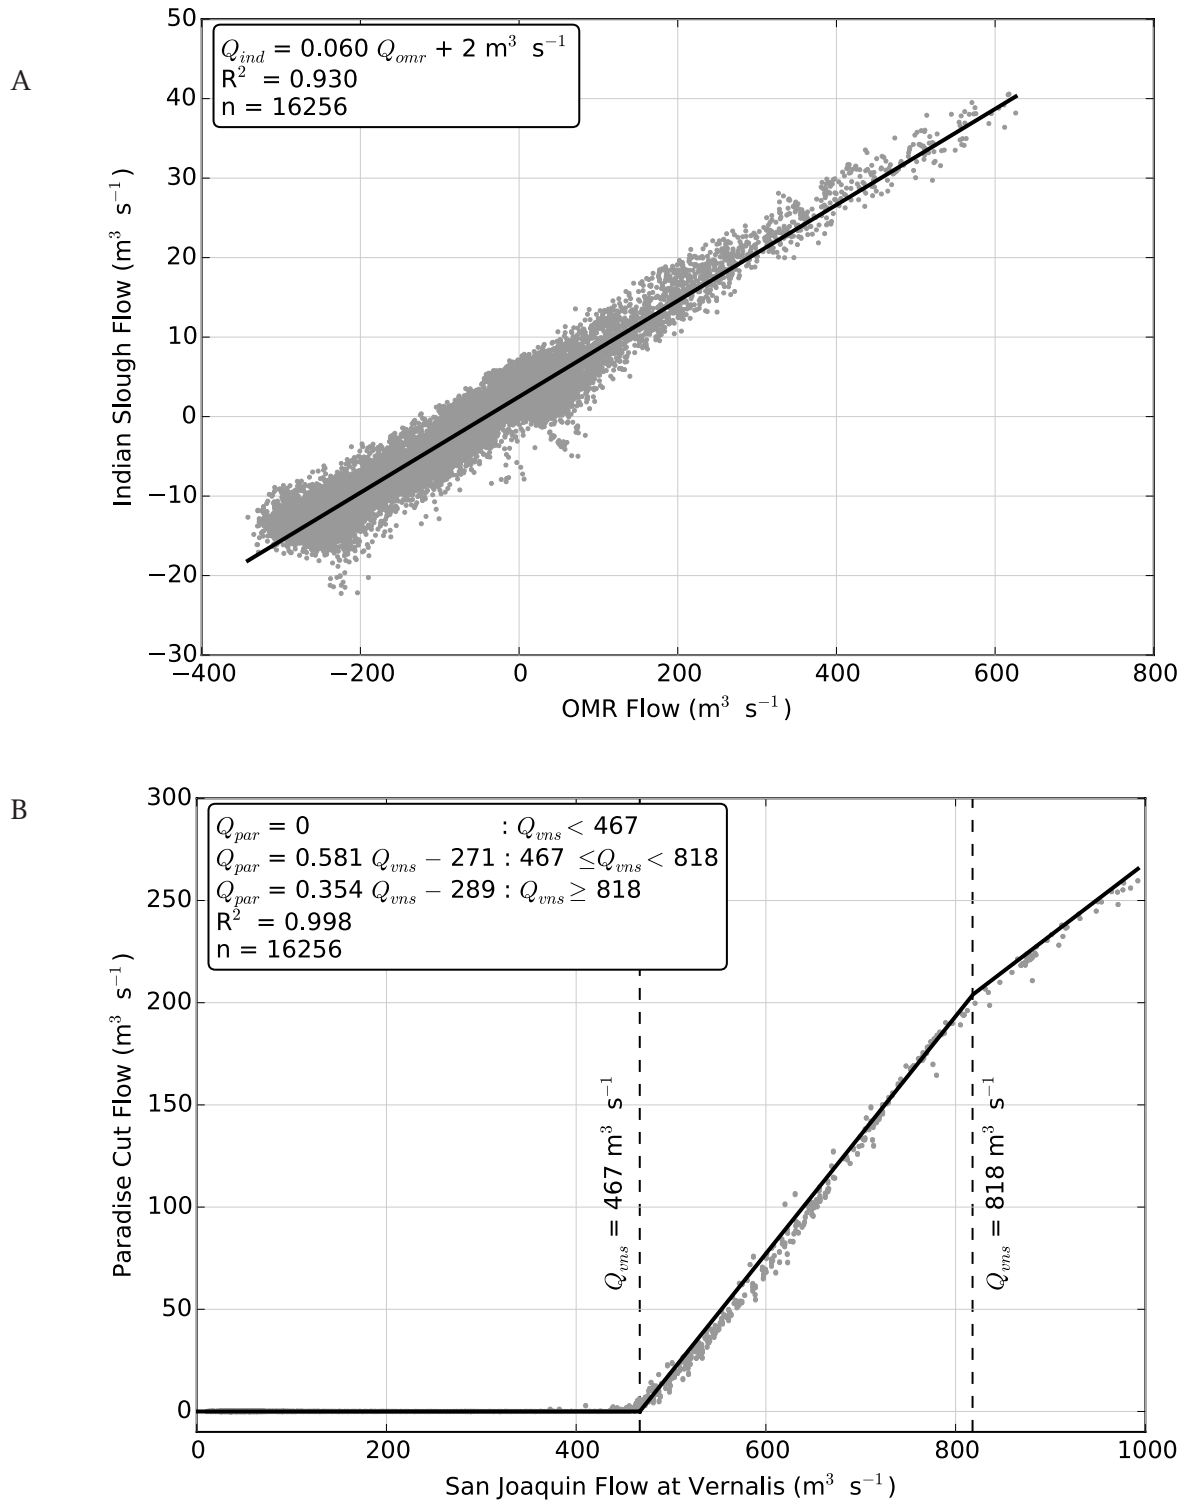 A
Q_ind = 0.060 Q_omr + 2 m³ s⁻¹
R² = 0.930
n = 16256
50
40
30
20
10
0
−10
−20
−30
Indian Slough Flow (m³ s⁻¹)
−400 −200 0 200 400 600 800
OMR Flow (m³ s⁻¹)
B
Q_par = 0 : Q_vns < 467
Q_par = 0.581 Q_vns − 271 : 467 ≤ Q_vns < 818
Q_par = 0.354 Q_vns − 289 : Q_vns ≥ 818
R² = 0.998
n = 16256
300
250
200
150
100
50
0
Paradise Cut Flow (m³ s⁻¹)
Q_vns = 467 m³ s⁻¹
Q_vns = 818 m³ s⁻¹
0 200 400 600 800 1000
San Joaquin Flow at Vernalis (m³ s⁻¹)